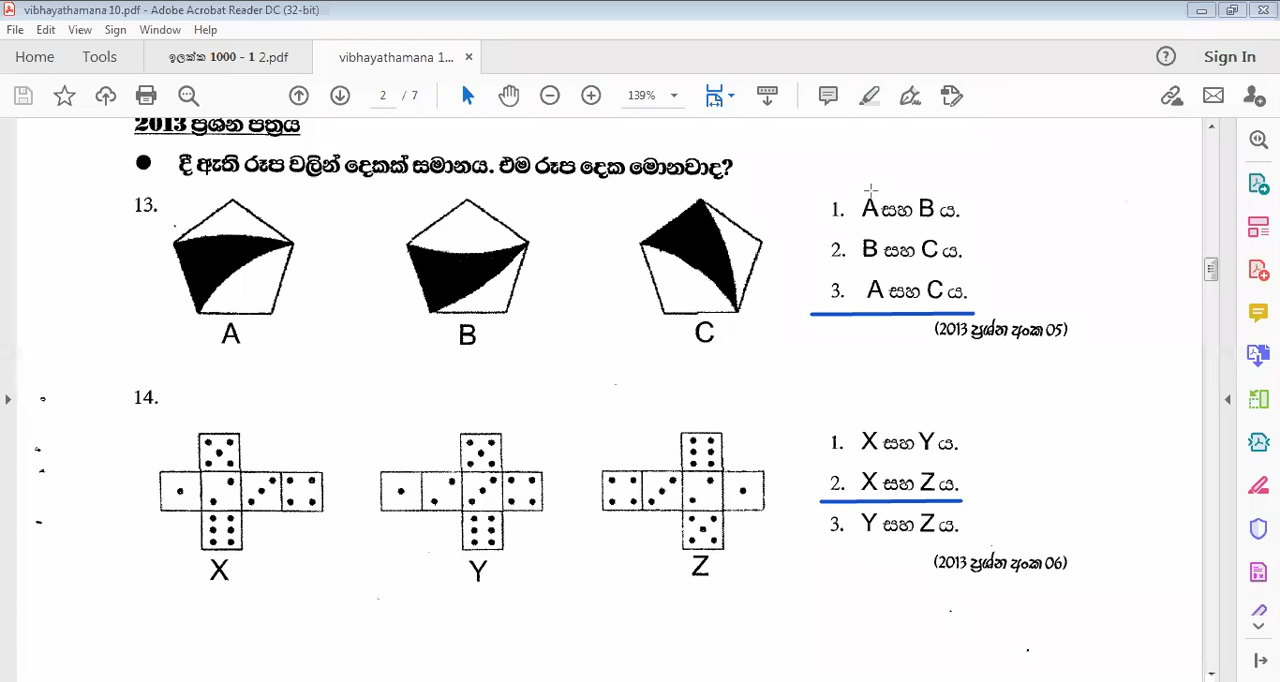 vibhayathamana 10.pdf - Adobe Acrobat Reader DC (32-bit)
File Edit View Sign Window Help
Home Tools ඉලක්ක 1000 - 1 2.pdf vibhayathamana 1... × Sign In
2 / 7 139%
2013 ප්‍රශ්න පත්‍රය
● දී ඇති රූප වලින් දෙකක් සමානය. එම රූප දෙක මොනවාද?
13.
A B C
1. A සහ B ය.
2. B සහ C ය.
3. A සහ C ය.
(2013 ප්‍රශ්න අංක 05)
14.
X Y Z
1. X සහ Y ය.
2. X සහ Z ය.
3. Y සහ Z ය.
(2013 ප්‍රශ්න අංක 06)